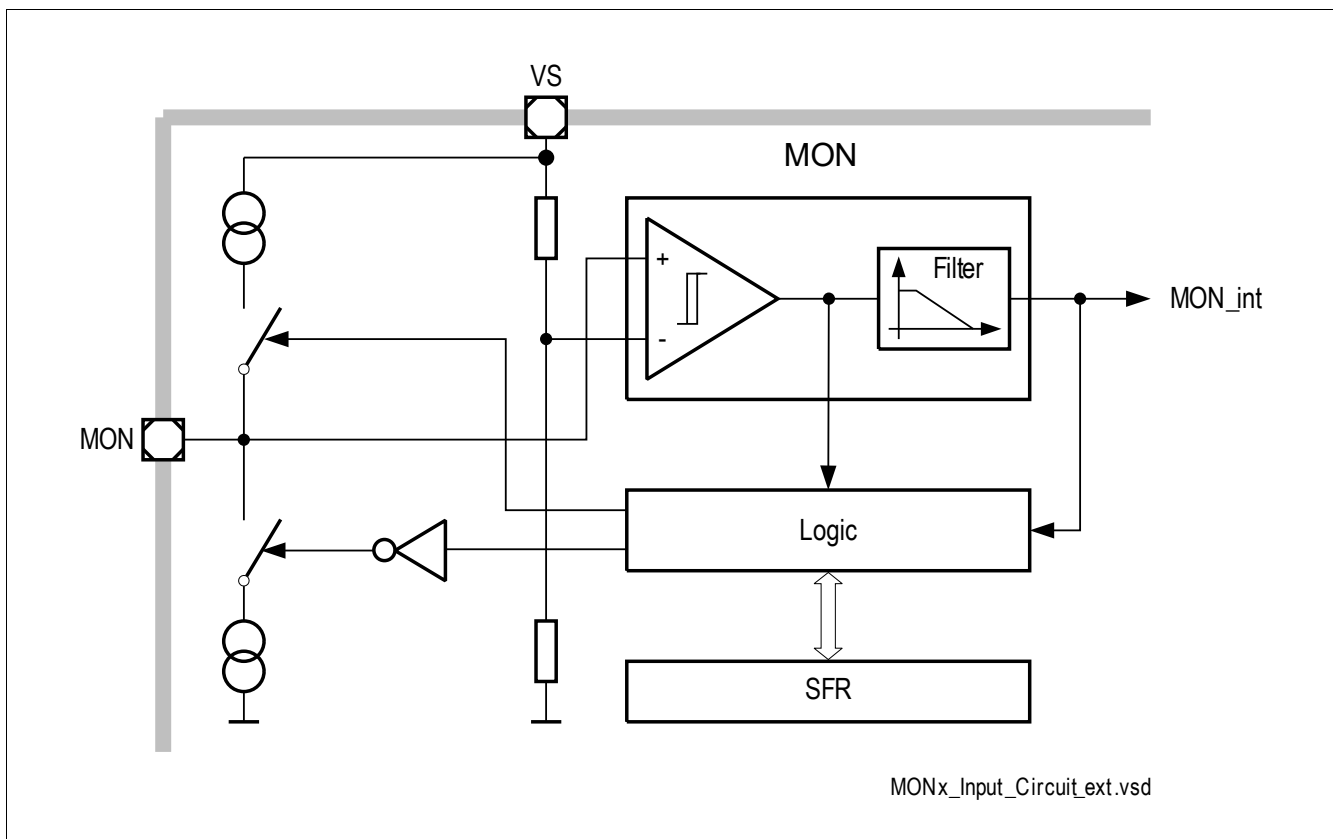 VS
MON
+
Filter
MON_int
-
MON
Logic
SFR
MONx_Input_Circuit_ext.vsd